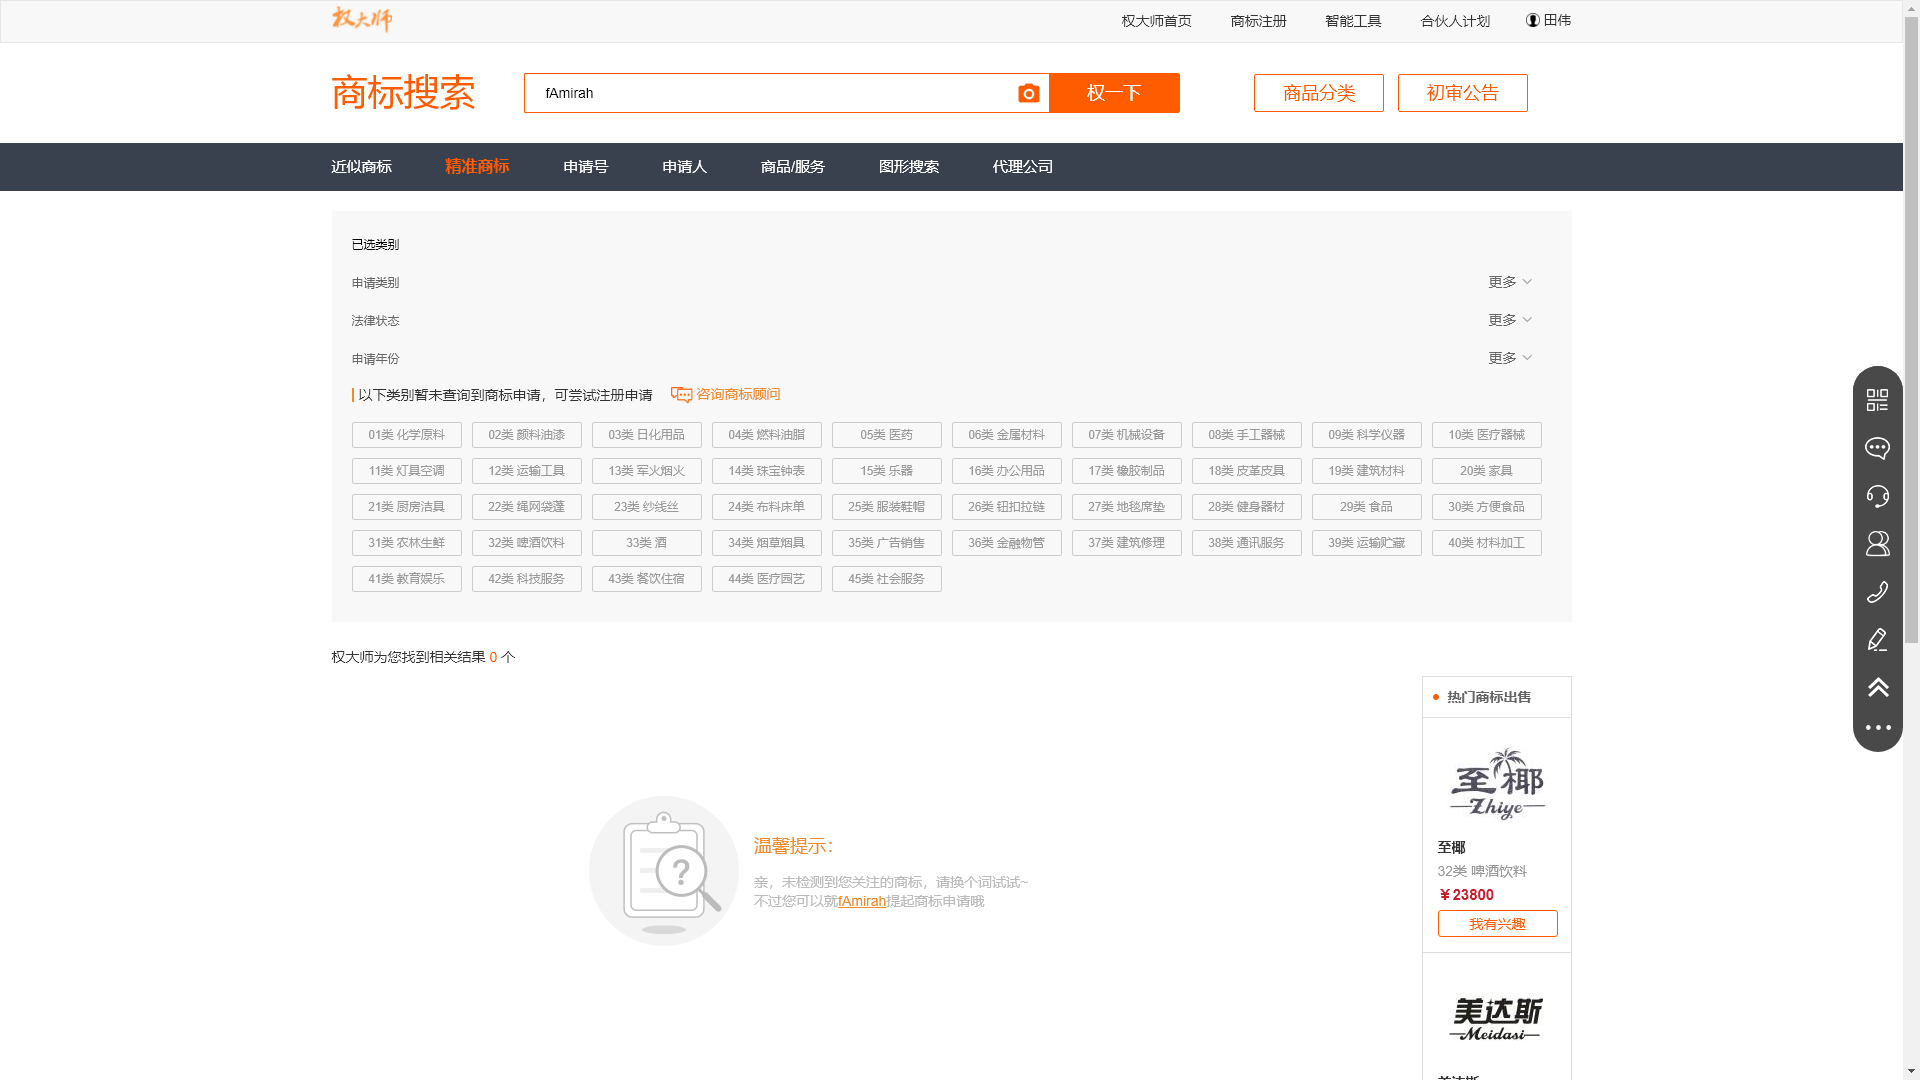 权大师
权大师首页 商标注册 智能工具 合伙人计划 田伟
商标搜索 fAmirah 权一下 商品分类 初审公告
近似商标 精准商标 申请号 申请人 商品/服务 图形搜索 代理公司
已选类别
申请类别 更多
法律状态 更多
申请年份 更多
以下类别暂未查询到商标申请，可尝试注册申请 咨询商标顾问
01类 化学原料 02类 颜料油漆 03类 日化用品 04类 燃料油脂 05类 医药 06类 金属材料 07类 机械设备 08类 手工器械 09类 科学仪器 10类 医疗器械
11类 灯具空调 12类 运输工具 13类 军火烟火 14类 珠宝钟表 15类 乐器 16类 办公用品 17类 橡胶制品 18类 皮革皮具 19类 建筑材料 20类 家具
21类 厨房洁具 22类 绳网袋蓬 23类 纱线丝 24类 布料床单 25类 服装鞋帽 26类 钮扣拉链 27类 地毯席垫 28类 健身器材 29类 食品 30类 方便食品
31类 农林生鲜 32类 啤酒饮料 33类 酒 34类 烟草烟具 35类 广告销售 36类 金融物管 37类 建筑修理 38类 通讯服务 39类 运输贮藏 40类 材料加工
41类 教育娱乐 42类 科技服务 43类 餐饮住宿 44类 医疗园艺 45类 社会服务
权大师为您找到相关结果 0 个
热门商标出售
至椰
Zhiye
温馨提示：
亲，未检测到您关注的商标，请换个词试试~
不过您可以就fAmirah提起商标申请哦
至椰
32类 啤酒饮料
￥23800
我有兴趣
美达斯
Meidasi
美达斯